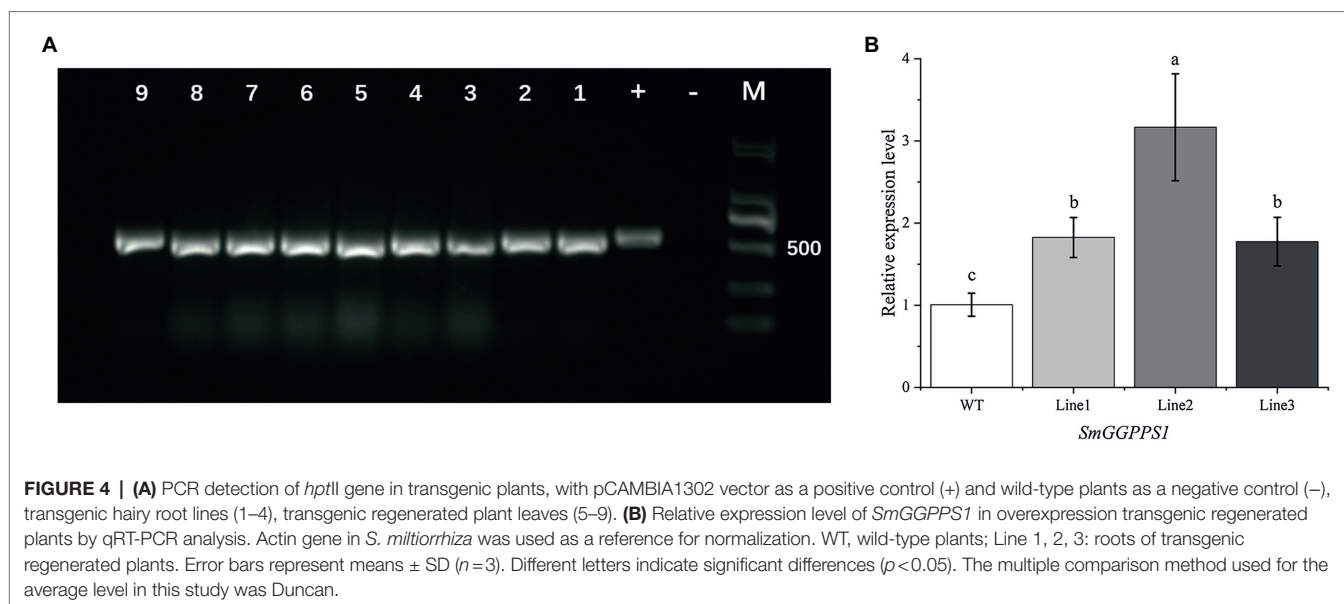 A
9 8 7 6 5 4 3 2 1 + - M
500
B
Relative expression level
4
3
2
1
0
c
b
a
b
WT Line1 Line2 Line3
SmGGPPS1
FIGURE 4 | (A) PCR detection of hptII gene in transgenic plants, with pCAMBIA1302 vector as a positive control (+) and wild-type plants as a negative control (−),
transgenic hairy root lines (1–4), transgenic regenerated plant leaves (5–9). (B) Relative expression level of SmGGPPS1 in overexpression transgenic regenerated
plants by qRT-PCR analysis. Actin gene in S. miltiorrhiza was used as a reference for normalization. WT, wild-type plants; Line 1, 2, 3: roots of transgenic
regenerated plants. Error bars represent means ± SD (n=3). Different letters indicate significant differences (p<0.05). The multiple comparison method used for the
average level in this study was Duncan.